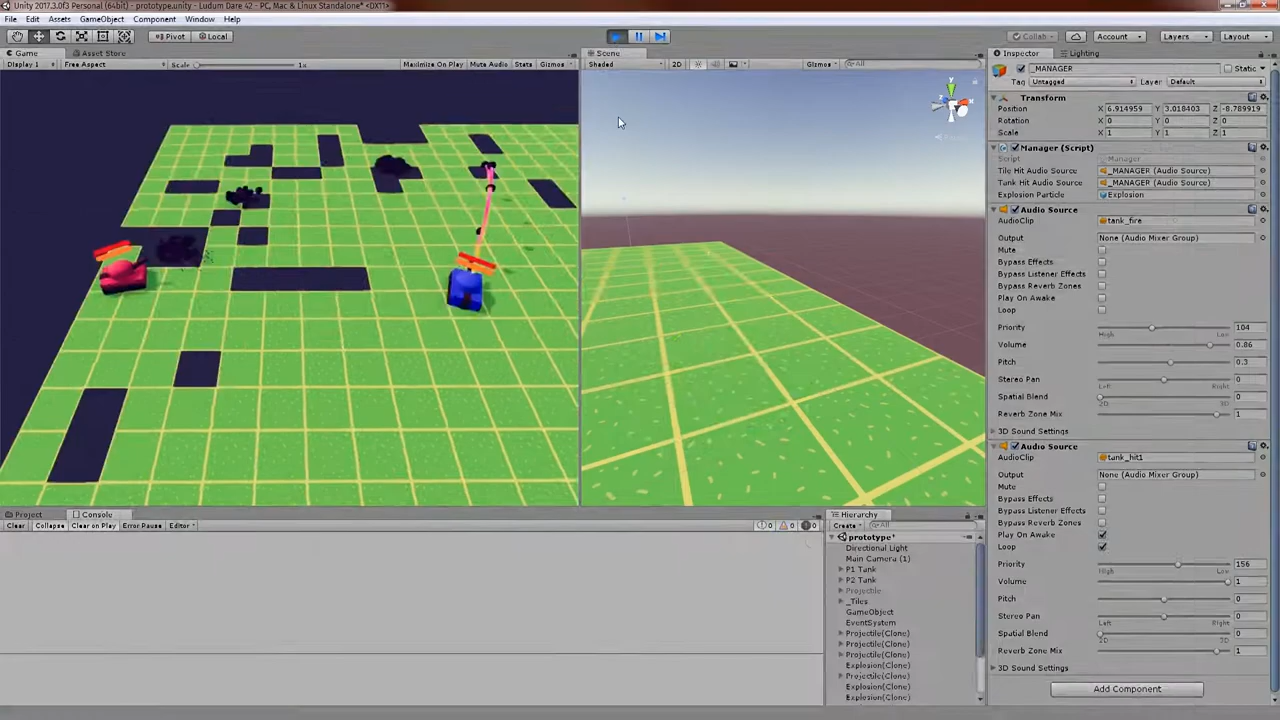 Unity 2017.3.0f3 Personal (64bit) - prototype.unity - Ludum Dare 42 - PC, Mac & Linux Standalone* <DX11>
File Edit Assets GameObject Component Window Help
Pivot Local Collab Account Layers Layout
Game Asset Store
Display 1 Free Aspect Scale 1x Maximize On Play Mute Audio Stats Gizmos
Scene
Shaded 2D Gizmos All
y
Inspector Lighting
_MANAGER Static
Tag Untagged Layer Default
Transform
Position X 6.914959 Y 3.018403 Z -8.789919
Rotation X 0 Y 0 Z 0
Scale X 1 Y 1 Z 1
Manager (Script)
Script Manager
Tile Hit Audio Source _MANAGER (Audio Source)
Tank Hit Audio Source _MANAGER (Audio Source)
Explosion Particle Explosion
Audio Source
AudioClip tank_fire
Output None (Audio Mixer Group)
Mute
Bypass Effects
Bypass Listener Effects
Bypass Reverb Zones
Play On Awake
Loop
Priority 104
High Low
Volume 0.86
Pitch 0.3
Stereo Pan 0
Left Right
Spatial Blend 0
2D 3D
Reverb Zone Mix 1
3D Sound Settings
Audio Source
AudioClip tank_hit1
Output None (Audio Mixer Group)
Mute
Bypass Effects
Bypass Listener Effects
Bypass Reverb Zones
Play On Awake
Loop
Priority 156
High Low
Volume 1
Pitch 0
Stereo Pan 0
Left Right
Spatial Blend 0
2D 3D
Reverb Zone Mix 1
3D Sound Settings
Add Component
Project Console
Clear Collapse Clear on Play Error Pause Editor 0 0 0
Hierarchy
Create All
prototype*
Directional Light
Main Camera (1)
P1 Tank
P2 Tank
Projectile
_Tiles
GameObject
EventSystem
Projectile(Clone)
Projectile(Clone)
Projectile(Clone)
Explosion(Clone)
Projectile(Clone)
Explosion(Clone)
Explosion(Clone)